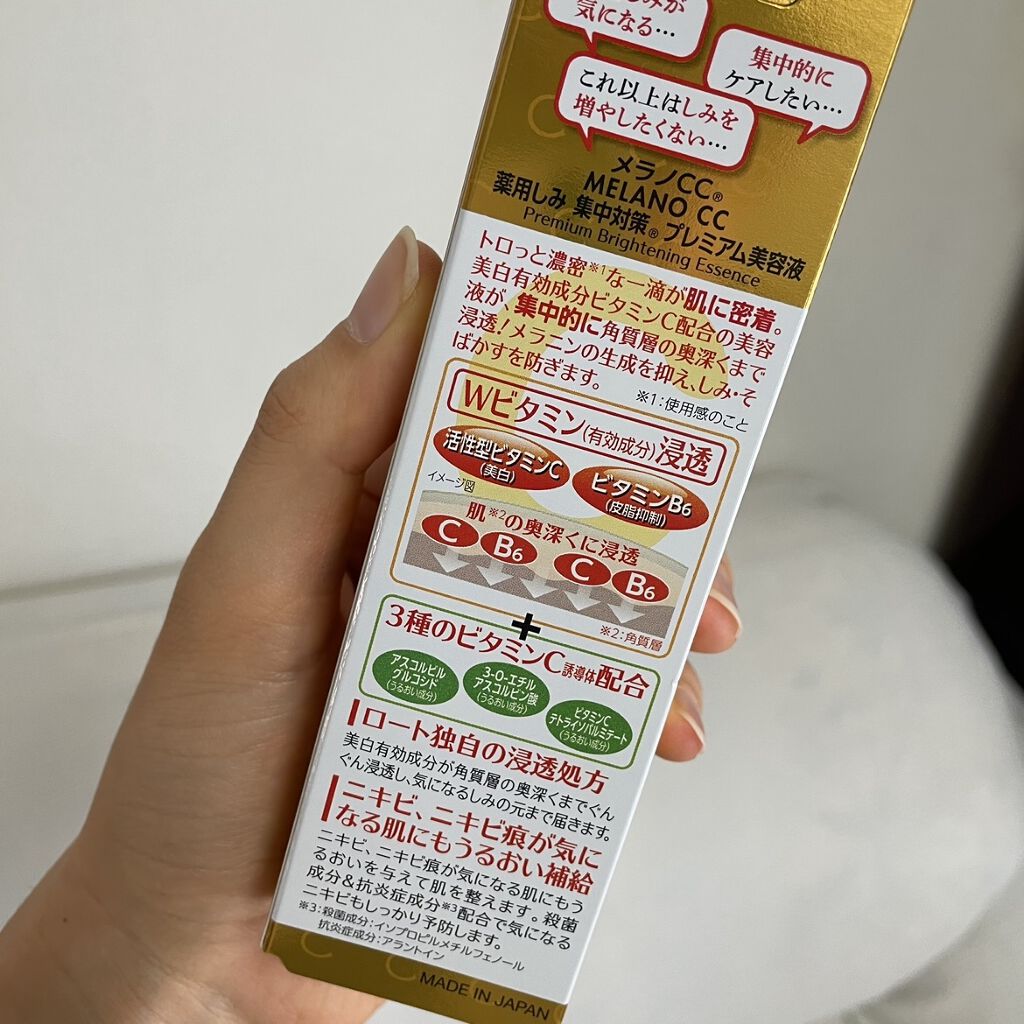 しみが
気になる…
集中的に
ケアしたい…
これ以上はしみを
増やしたくない…
メラノCC®
MELANO CC
薬用しみ 集中対策® プレミアム美容液
Premium Brightening Essence
トロっと濃密※1な一滴が肌に密着。
美白有効成分ビタミンC配合の美容
液が、集中的に角質層の奥深くまで
浸透!メラニンの生成を抑え、しみ・そ
ばかすを防ぎます。
※1:使用感のこと
Wビタミン(有効成分)浸透
活性型ビタミンC
(美白)
ビタミンB6
(皮脂抑制)
イメージ図
肌※2の奥深くに浸透
C B6 C B6
※2:角質層
+
3種のビタミンC誘導体配合
アスコルビル
グルコシド
(うるおい成分)
3-O-エチル
アスコルビン酸
(うるおい成分)
ビタミンC
テトライソパルミテート
(うるおい成分)
ロート独自の浸透処方
美白有効成分が角質層の奥深くまでぐん
ぐん浸透し、気になるしみの元まで届きます。
ニキビ、ニキビ痕が気に
なる肌にもうるおい補給
ニキビ、ニキビ痕が気になる肌にもう
るおいを与えて肌を整えます。殺菌
成分&抗炎症成分※3配合で気になる
ニキビもしっかり予防します。
※3:殺菌成分:イソプロピルメチルフェノール
抗炎症成分:アラントイン
MADE IN JAPAN